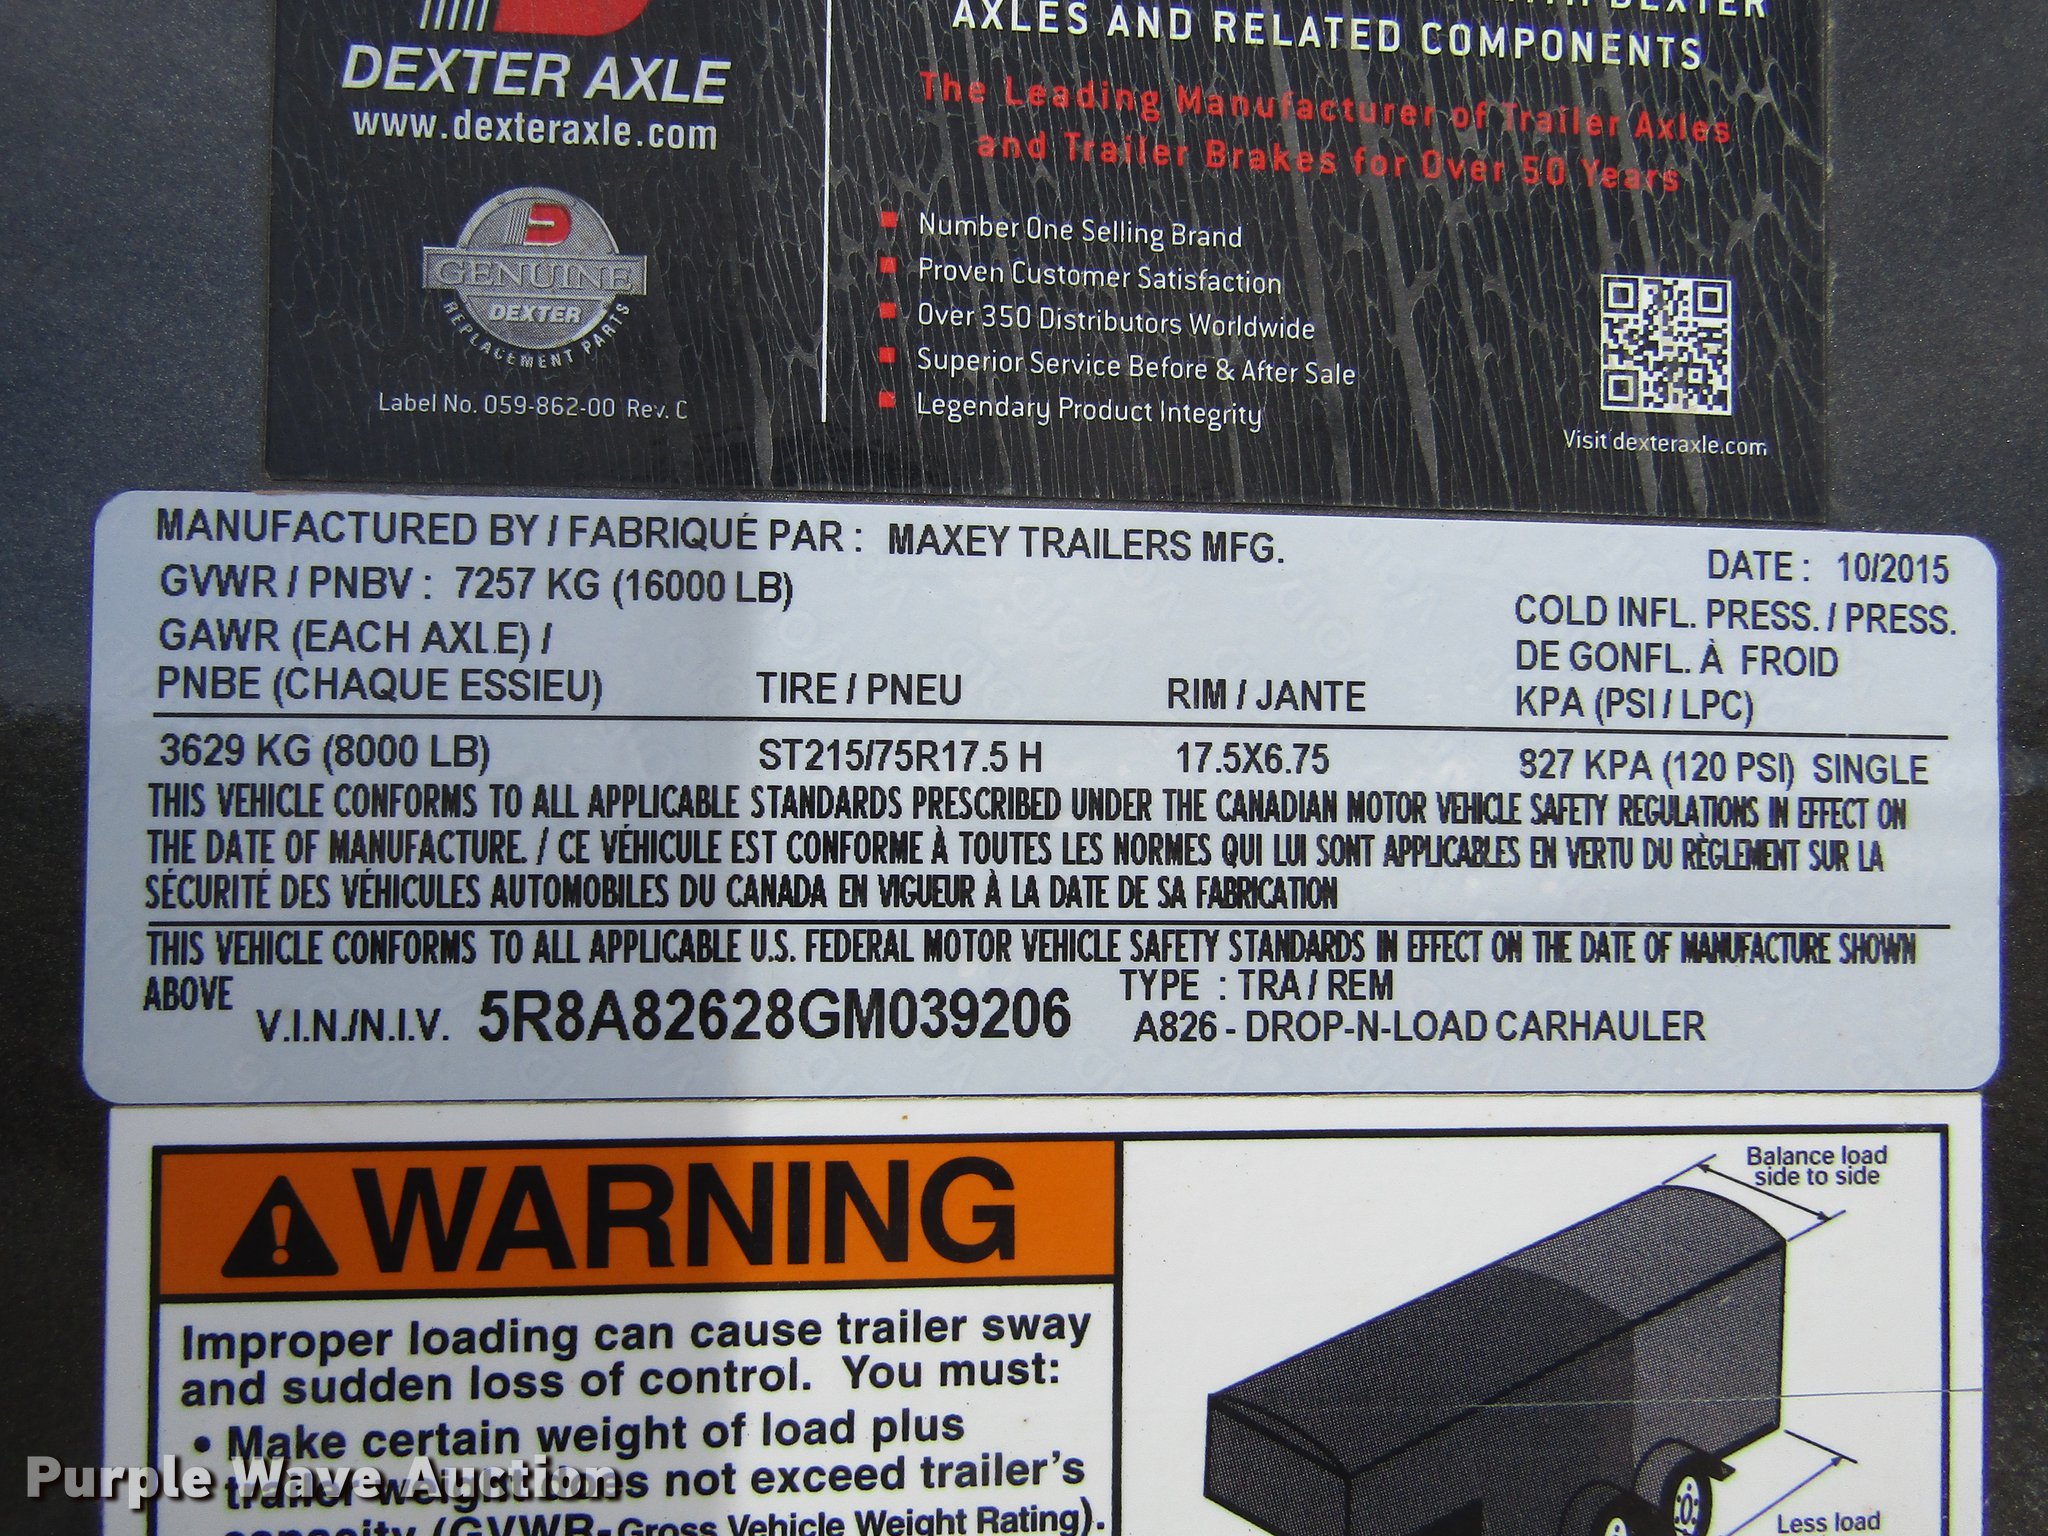 DEXTER AXLE
www.dexteraxle.com
GENUINE
DEXTER
REPLACEMENT PARTS
Label No. 059-862-00 Rev. C
DEXTER
AXLES AND RELATED COMPONENTS
The Leading Manufacturer of Trailer Axles
and Trailer Brakes for Over 50 Years
Number One Selling Brand
Proven Customer Satisfaction
Over 350 Distributors Worldwide
Superior Service Before & After Sale
Legendary Product Integrity
Visit dexteraxle.com
MANUFACTURED BY / FABRIQUÉ PAR : MAXEY TRAILERS MFG.
DATE : 10/2015
GVWR / PNBV : 7257 KG (16000 LB)
GAWR (EACH AXLE) /
PNBE (CHAQUE ESSIEU)
TIRE / PNEU
RIM / JANTE
COLD INFL. PRESS. / PRESS.
DE GONFL. À FROID
KPA (PSI / LPC)
3629 KG (8000 LB) ST215/75R17.5 H 17.5X6.75 827 KPA (120 PSI) SINGLE
THIS VEHICLE CONFORMS TO ALL APPLICABLE STANDARDS PRESCRIBED UNDER THE CANADIAN MOTOR VEHICLE SAFETY REGULATIONS IN EFFECT ON
THE DATE OF MANUFACTURE. / CE VÉHICULE EST CONFORME À TOUTES LES NORMES QUI LUI SONT APPLICABLES EN VERTU DU RÈGLEMENT SUR LA
SÉCURITÉ DES VÉHICULES AUTOMOBILES DU CANADA EN VIGUEUR À LA DATE DE SA FABRICATION
THIS VEHICLE CONFORMS TO ALL APPLICABLE U.S. FEDERAL MOTOR VEHICLE SAFETY STANDARDS IN EFFECT ON THE DATE OF MANUFACTURE SHOWN
ABOVE
V.I.N./N.I.V. 5R8A82628GM039206
TYPE : TRA / REM
A826 - DROP-N-LOAD CARHAULER
WARNING
Improper loading can cause trailer sway
and sudden loss of control. You must:
• Make certain weight of load plus
trailer weight does not exceed trailer's
capacity (GVWR-Gross Vehicle Weight Rating).
Balance load
side to side
Less load
Purple Wave Auction